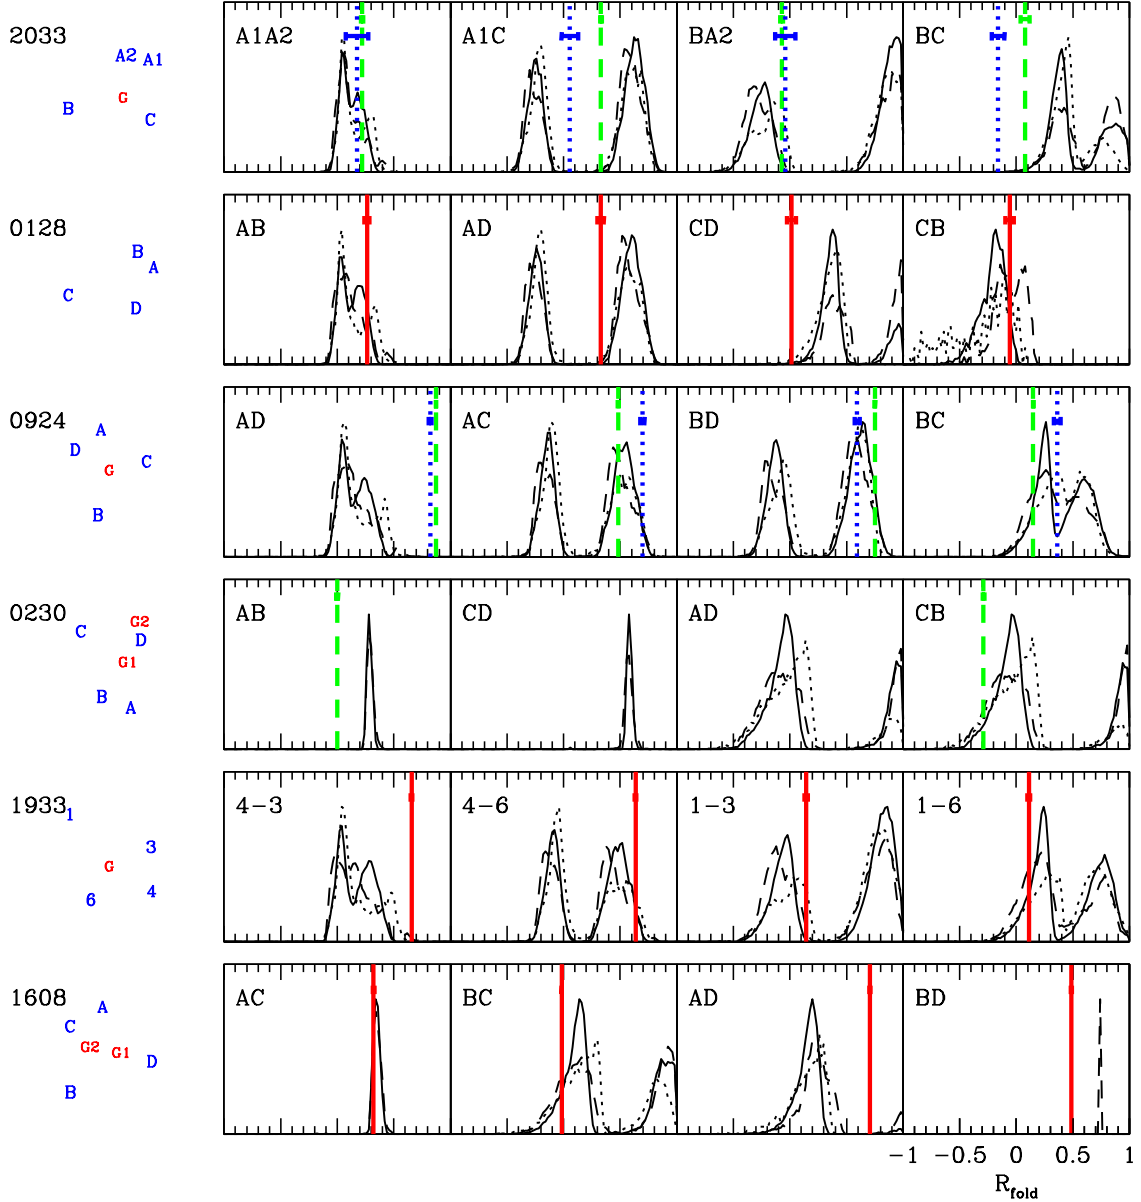 2033 A1A2 A1C BA2 BC
A2 A1
G
B
C
0128 AB AD CD CB
B
A
C
D
0924 AD AC BD BC
A
D
C
G
B
0230 AB CD AD CB
G2
C
D
G1
B
A
1933 4-3 4-6 1-3 1-6
1
3
G
4
6
1608 AC BC AD BD
A
C
G2 G1
D
B
-1 -0.5 0 0.5 1
Rfold